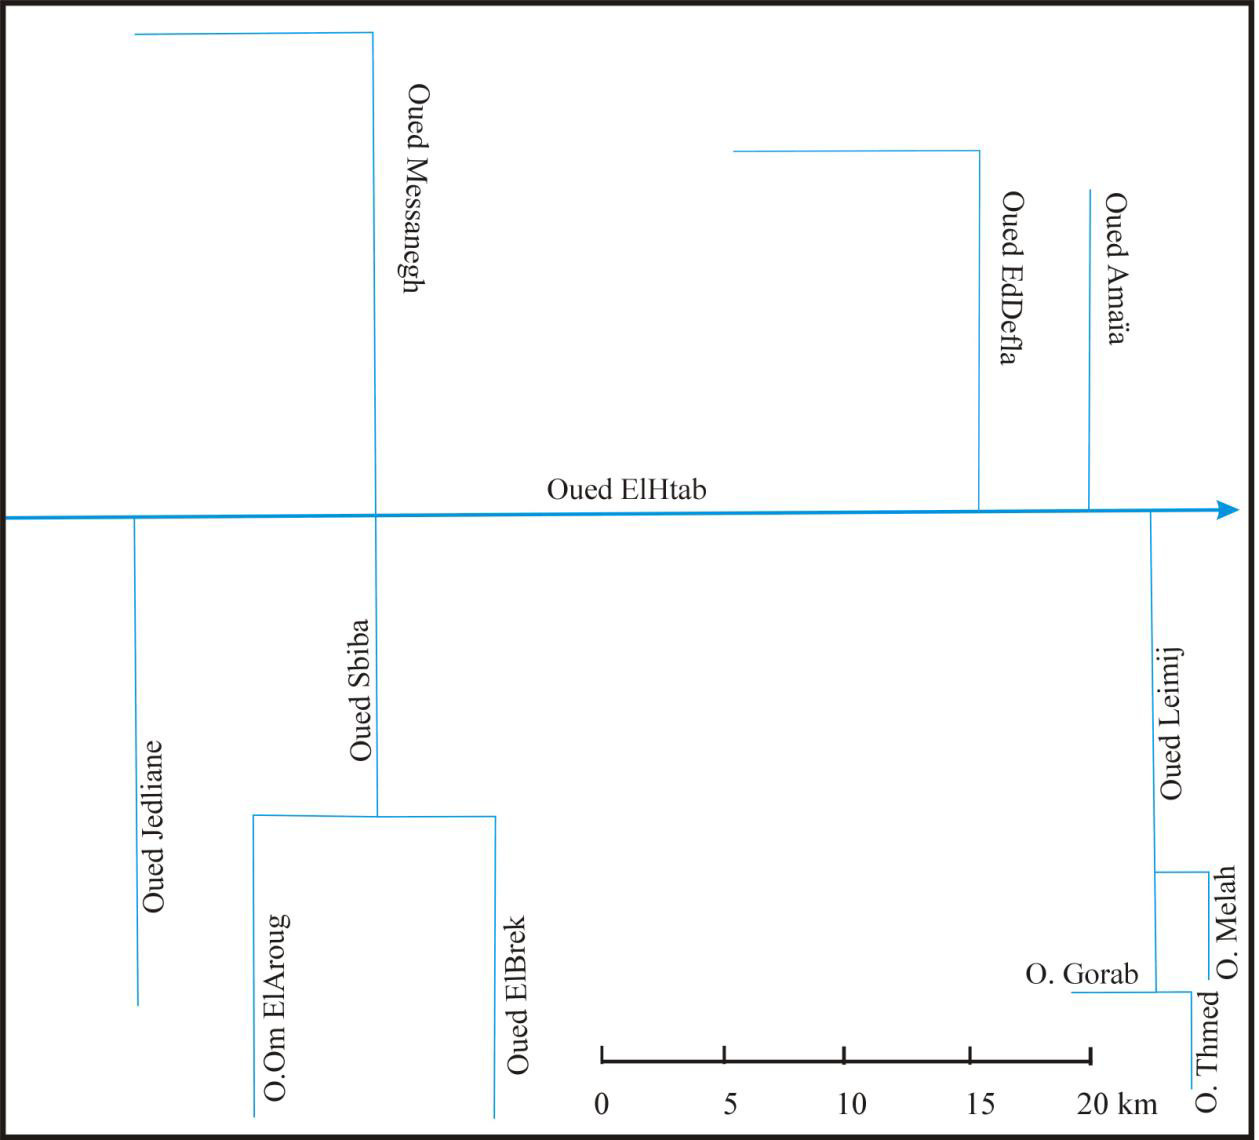 Oued Messanegh
Oued EdDefla
Oued Amaïa
Oued ElHtab
Oued Jedliane
Oued Sbiba
O.Om ElAroug
Oued ElBrek
Oued Leimij
O. Melah
O. Gorab
O. Thmed
0 5 10 15 20 km